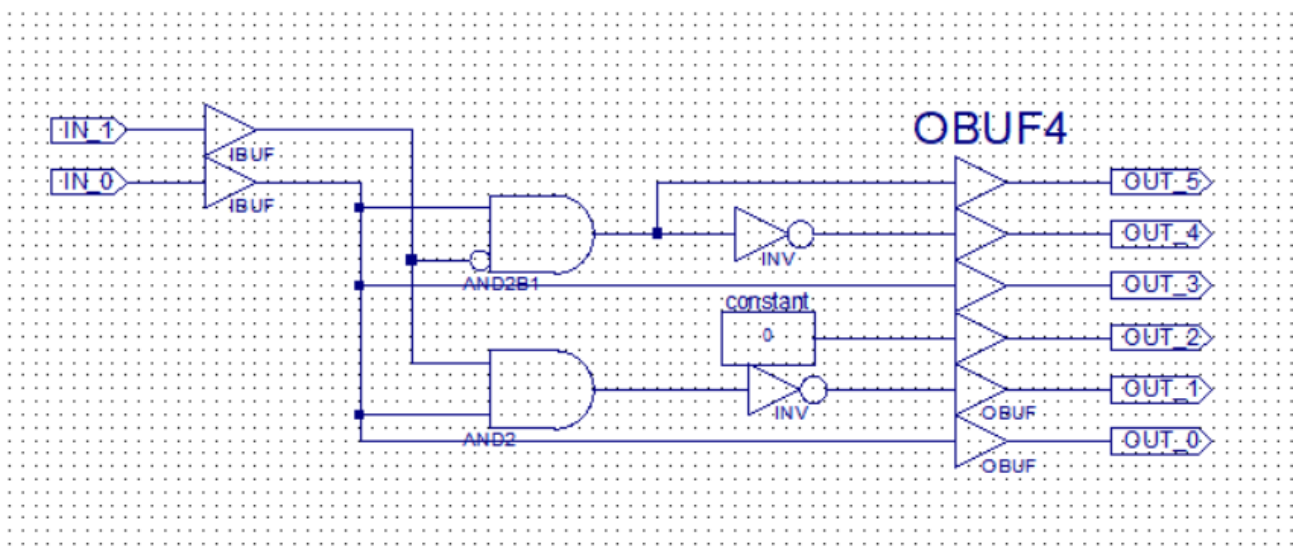 OBUF4
IN_1
IBUF
IN_0
IBUF
OUT_5
OUT_4
INV
AND2B1
OUT_3
constant
0
OUT_2
OUT_1
INV
OBUF
AND2
OUT_0
OBUF